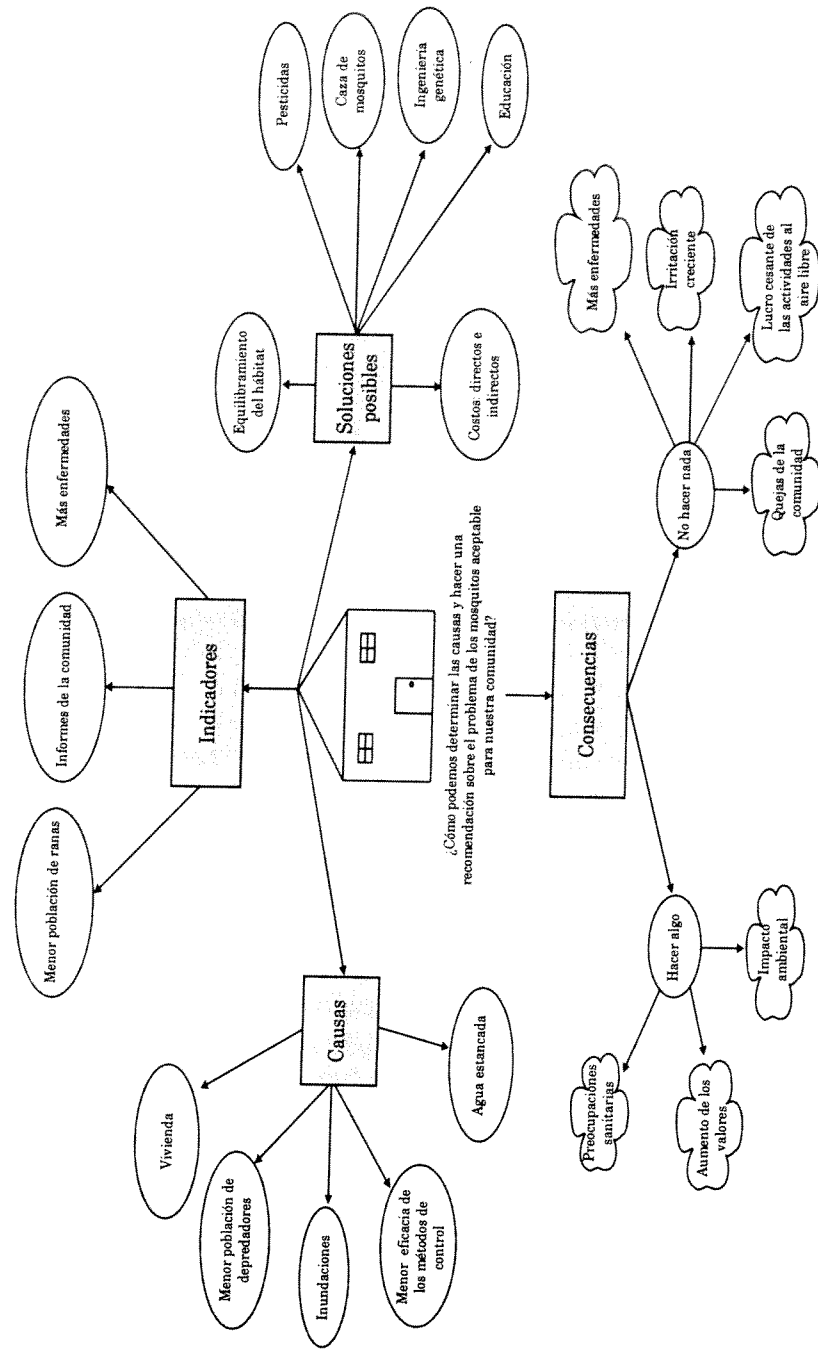 Menor población de ranas
Informes de la comunidad
Más enfermedades
Indicadores
Vivienda
Menor población de
depredadores
Inundaciones
Menor eficacia de
los métodos de
control
Agua estancada
Causas
Equilibramiento
del hábitat
Soluciones
posibles
Costos: directos e
indirectos
Pesticidas
Caza de
mosquitos
Ingeniería
genética
Educación
¿Cómo podemos determinar las causas y hacer una
recomendación sobre el problema de los mosquitos aceptable
para nuestra comunidad?
Consecuencias
Hacer algo
Preocupaciones
sanitarias
Aumento de los
valores
Impacto
ambiental
No hacer nada
Más enfermedades
Irritación
creciente
Lucro cesante de
las actividades al
aire libre
Quejas de la
comunidad